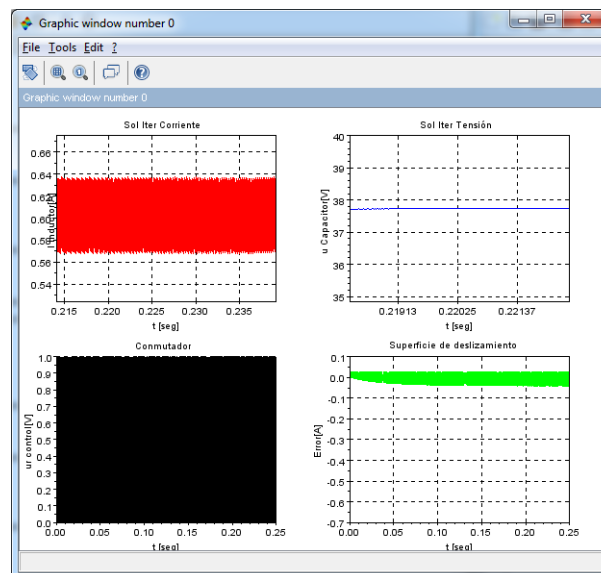 Graphic window number 0
File Tools Edit ?
Graphic window number 0
Sol Iter Corriente
0.66
0.64
0.62
0.60
0.58
0.56
0.54
Inductor[A]
0.215 0.220 0.225 0.230 0.235
t [seg]
Sol Iter Tensión
40
39
38
37
36
35
u Capacitor[V]
0.21913 0.22025 0.22137
t [seg]
Conmutador
1.0
0.9
0.8
0.7
0.6
0.5
0.4
0.3
0.2
0.1
0.0
ur control[V]
0.00 0.05 0.10 0.15 0.20 0.25
t [seg]
Superficie de deslizamiento
0.1
0.0
-0.1
-0.2
-0.3
-0.4
-0.5
-0.6
-0.7
Error[A]
0.00 0.05 0.10 0.15 0.20 0.25
t [seg]